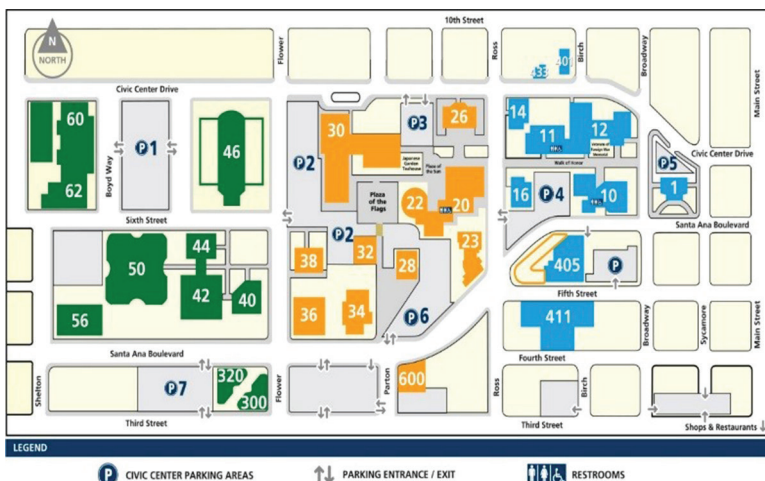 10th Street
N
NORTH
Flower
Ross
Birch
Broadway
Main Street
433
401
Civic Center Drive
60
62
Boyd Way
P1
46
P2
30
P3
26
Japanese
Garden
Teahouse
Plaza of
the Sun
14
11
12
Walk of Honor
P5
Civic Center Drive
1
Plaza
of the
Flags
22
20
16
P4
10
Sixth Street
Santa Ana Boulevard
50
44
42
40
56
P2
38
32
28
23
36
34
P6
405
P
Fifth Street
411
Santa Ana Boulevard
Fourth Street
Broadway
Sycamore
Main Street
Shelton
P7
320
300
Flower
Parton
600
Ross
Birch
Third Street
Third Street
Shops & Restaurants
LEGEND
P CIVIC CENTER PARKING AREAS
PARKING ENTRANCE / EXIT
RESTROOMS